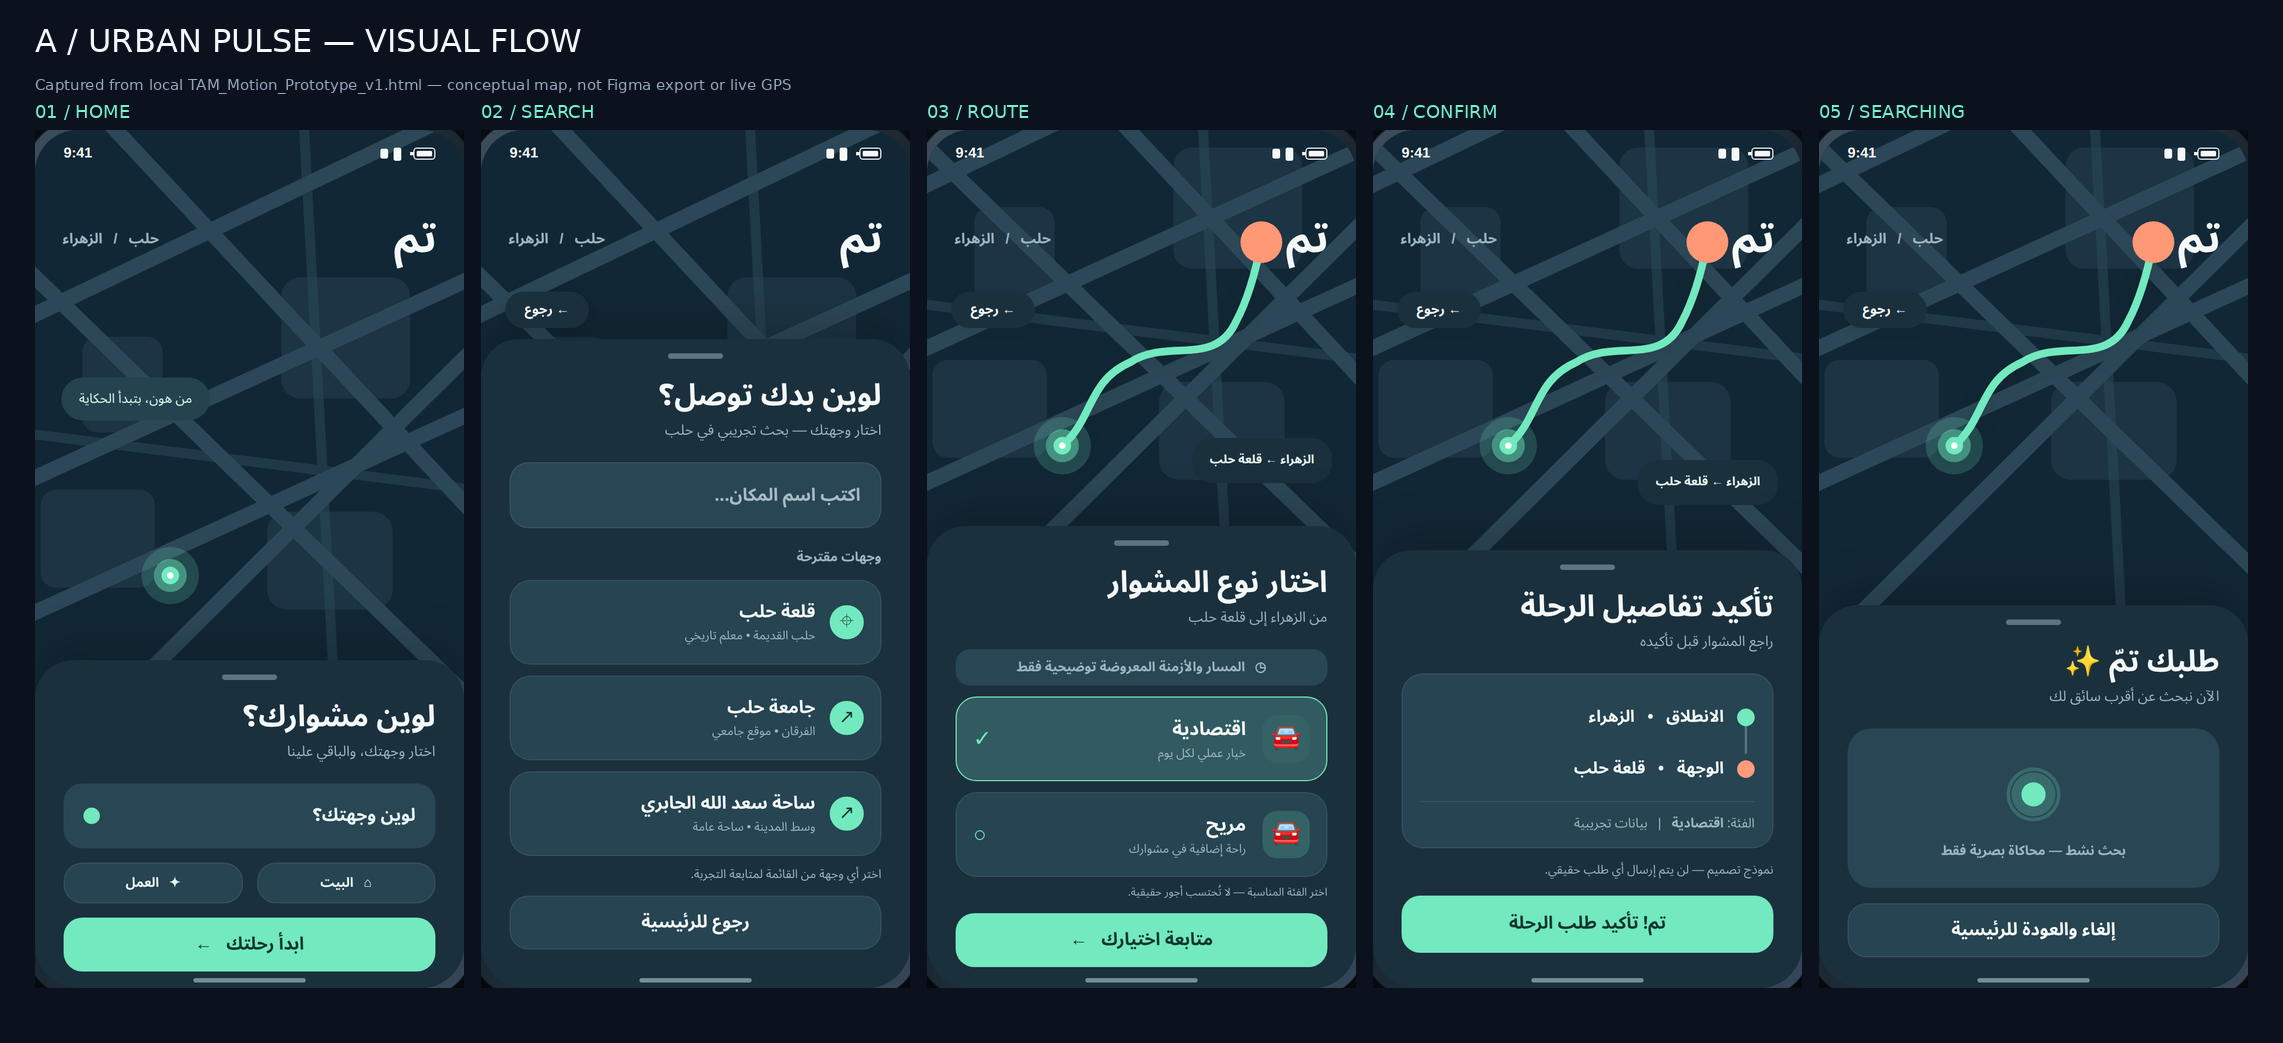 A / URBAN PULSE — VISUAL FLOW
Captured from local TAM_Motion_Prototype_v1.html — conceptual map, not Figma export or live GPS
01 / HOME
9:41
تم
حلب / الزهراء
من هون، بتبدأ الحكاية
لوين مشوارك؟
اختار وجهتك، والباقي علينا
لوين وجهتك؟
⌂ البيت
✦ العمل
ابدأ رحلتك ←
02 / SEARCH
9:41
تم
حلب / الزهراء
← رجوع
لوين بدك توصل؟
اختار وجهتك — بحث تجريبي في حلب
اكتب اسم المكان...
وجهات مقترحة
قلعة حلب
حلب القديمة • معلم تاريخي
جامعة حلب
الفرقان • موقع جامعي
ساحة سعد الله الجابري
وسط المدينة • ساحة عامة
اختر أي وجهة من القائمة لمتابعة التجربة.
رجوع للرئيسية
03 / ROUTE
9:41
تم
حلب / الزهراء
← رجوع
الزهراء ← قلعة حلب
اختار نوع المشوار
من الزهراء إلى قلعة حلب
المسار والأزمنة المعروضة توضيحية فقط
اقتصادية
خيار عملي لكل يوم
✓
مريح
راحة إضافية في مشوارك
اختر الفئة المناسبة — لا تُحتسب أجور حقيقية.
متابعة اختيارك ←
04 / CONFIRM
9:41
تم
حلب / الزهراء
← رجوع
الزهراء ← قلعة حلب
تأكيد تفاصيل الرحلة
راجع المشوار قبل تأكيده
الانطلاق • الزهراء
الوجهة • قلعة حلب
الفئة: اقتصادية | بيانات تجريبية
نموذج تصميم — لن يتم إرسال أي طلب حقيقي.
تم! تأكيد طلب الرحلة
05 / SEARCHING
9:41
تم
حلب / الزهراء
← رجوع
طلبك تمّ ✨
الآن نبحث عن أقرب سائق لك
بحث نشط — محاكاة بصرية فقط
إلغاء والعودة للرئيسية